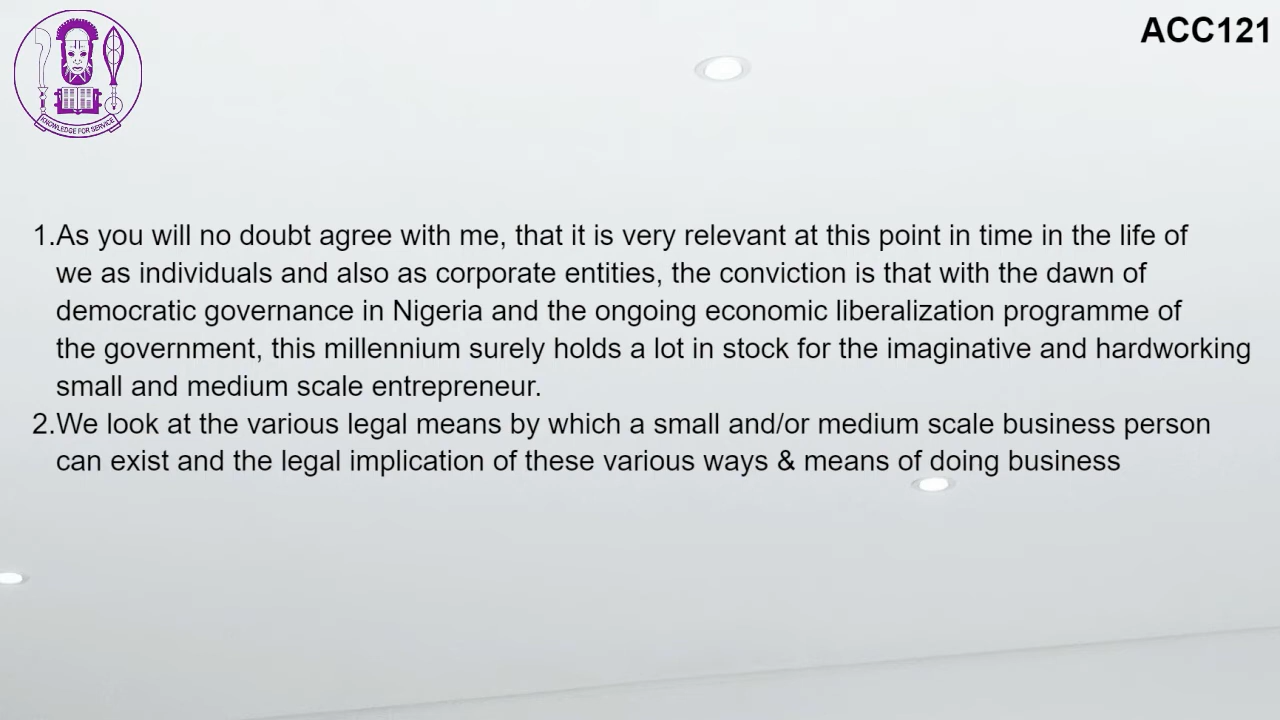 ACC121
KNOWLEDGE FOR SERVICE
1.As you will no doubt agree with me, that it is very relevant at this point in time in the life of
we as individuals and also as corporate entities, the conviction is that with the dawn of
democratic governance in Nigeria and the ongoing economic liberalization programme of
the government, this millennium surely holds a lot in stock for the imaginative and hardworking
small and medium scale entrepreneur.
2.We look at the various legal means by which a small and/or medium scale business person
can exist and the legal implication of these various ways & means of doing business